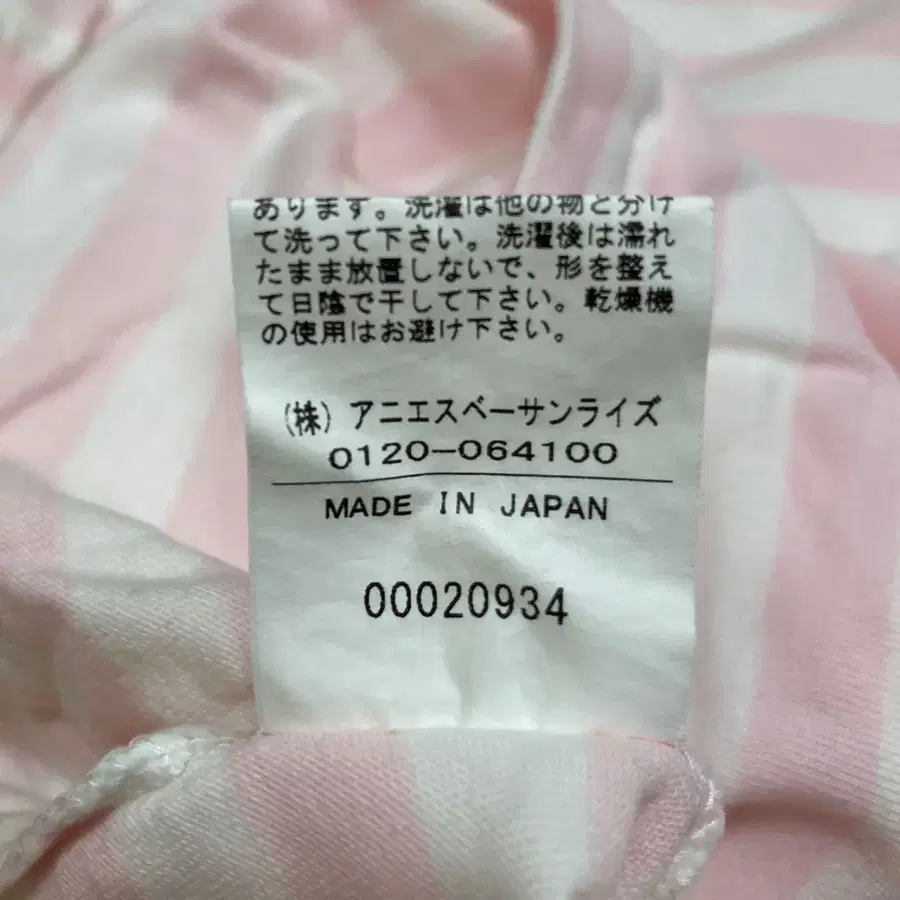 あります。洗濯は他の物と分け
て洗って下さい。洗濯後は濡れ
たまま放置しないで、形を整え
て日陰で干して下さい。乾燥機
の使用はお避け下さい。
(株) アニエスベーサンライズ
0120-064100
MADE IN JAPAN
00020934